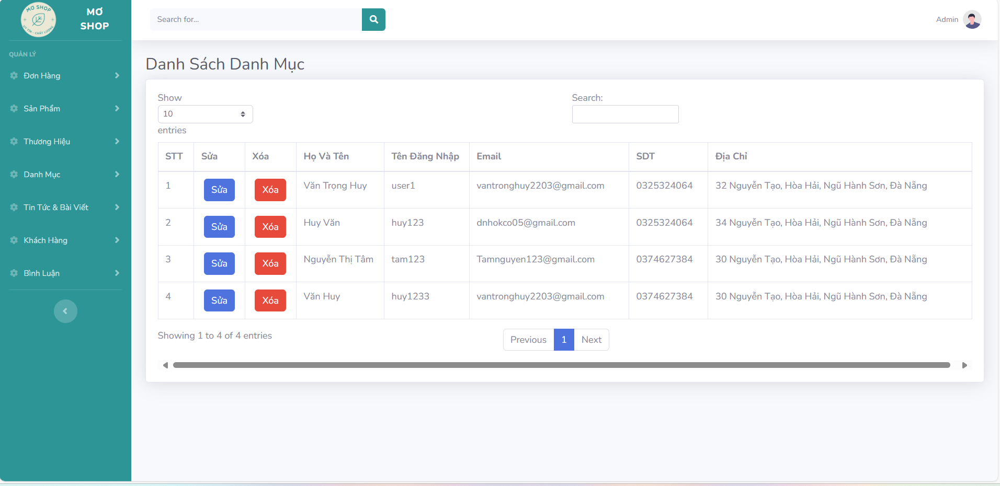 MƠ SHOP
UY TÍN - CHẤT LƯỢNG
MƠ
SHOP
Search for...
Admin
QUẢN LÝ
Đơn Hàng
Sản Phẩm
Thương Hiệu
Danh Mục
Tin Tức & Bài Viết
Khách Hàng
Bình Luận
Danh Sách Danh Mục
Show
10
entries
Search:
STT Sửa Xóa Họ Và Tên Tên Đăng Nhập Email SDT Địa Chỉ
1 Sửa Xóa Văn Trọng Huy user1 vantronghuy2203@gmail.com 0325324064 32 Nguyễn Tạo, Hòa Hải, Ngũ Hành Sơn, Đà Nẵng
2 Sửa Xóa Huy Văn huy123 dnhokco05@gmail.com 0325324064 34 Nguyễn Tạo, Hòa Hải, Ngũ Hành Sơn, Đà Nẵng
3 Sửa Xóa Nguyễn Thị Tâm tam123 Tamnguyen123@gmail.com 0374627384 30 Nguyễn Tạo, Hòa Hải, Ngũ Hành Sơn, Đà Nẵng
4 Sửa Xóa Văn Huy huy1233 vantronghuy2203@gmail.com 0374627384 30 Nguyễn Tạo, Hòa Hải, Ngũ Hành Sơn, Đà Nẵng
Showing 1 to 4 of 4 entries
Previous 1 Next